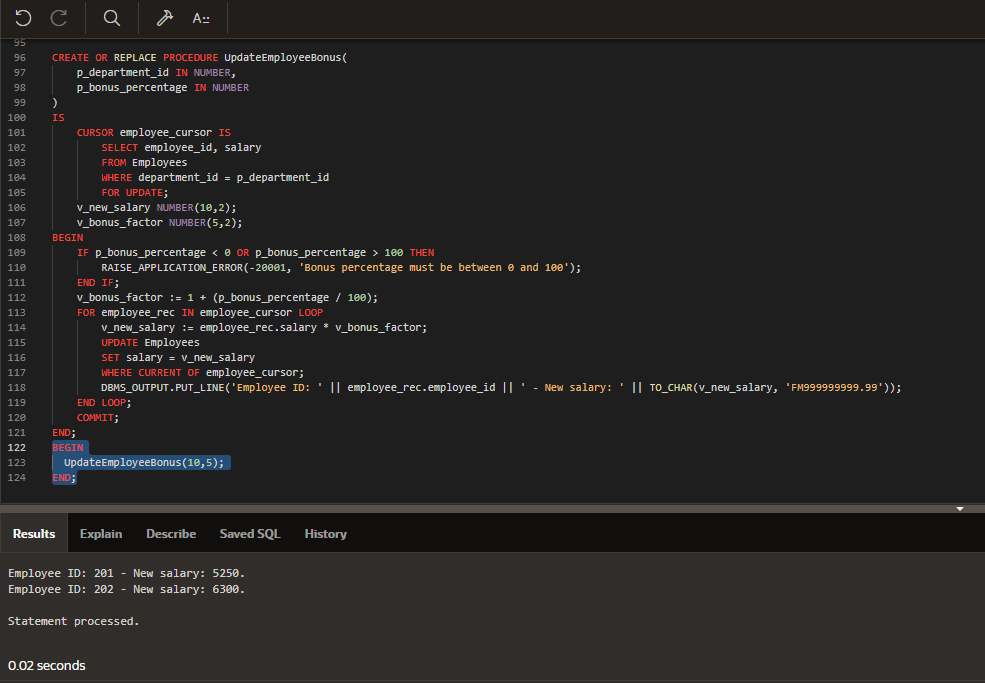 A::
95
96 CREATE OR REPLACE PROCEDURE UpdateEmployeeBonus(
97     p_department_id IN NUMBER,
98     p_bonus_percentage IN NUMBER
99 )
100 IS
101     CURSOR employee_cursor IS
102         SELECT employee_id, salary
103         FROM Employees
104         WHERE department_id = p_department_id
105         FOR UPDATE;
106     v_new_salary NUMBER(10,2);
107     v_bonus_factor NUMBER(5,2);
108 BEGIN
109     IF p_bonus_percentage < 0 OR p_bonus_percentage > 100 THEN
110         RAISE_APPLICATION_ERROR(-20001, 'Bonus percentage must be between 0 and 100');
111     END IF;
112     v_bonus_factor := 1 + (p_bonus_percentage / 100);
113     FOR employee_rec IN employee_cursor LOOP
114         v_new_salary := employee_rec.salary * v_bonus_factor;
115         UPDATE Employees
116         SET salary = v_new_salary
117         WHERE CURRENT OF employee_cursor;
118         DBMS_OUTPUT.PUT_LINE('Employee ID: ' || employee_rec.employee_id || ' - New salary: ' || TO_CHAR(v_new_salary, 'FM999999999.99'));
119     END LOOP;
120     COMMIT;
121 END;
122 BEGIN
123   UpdateEmployeeBonus(10,5);
124 END;
Results Explain Describe Saved SQL History
Employee ID: 201 - New salary: 5250.
Employee ID: 202 - New salary: 6300.
Statement processed.
0.02 seconds